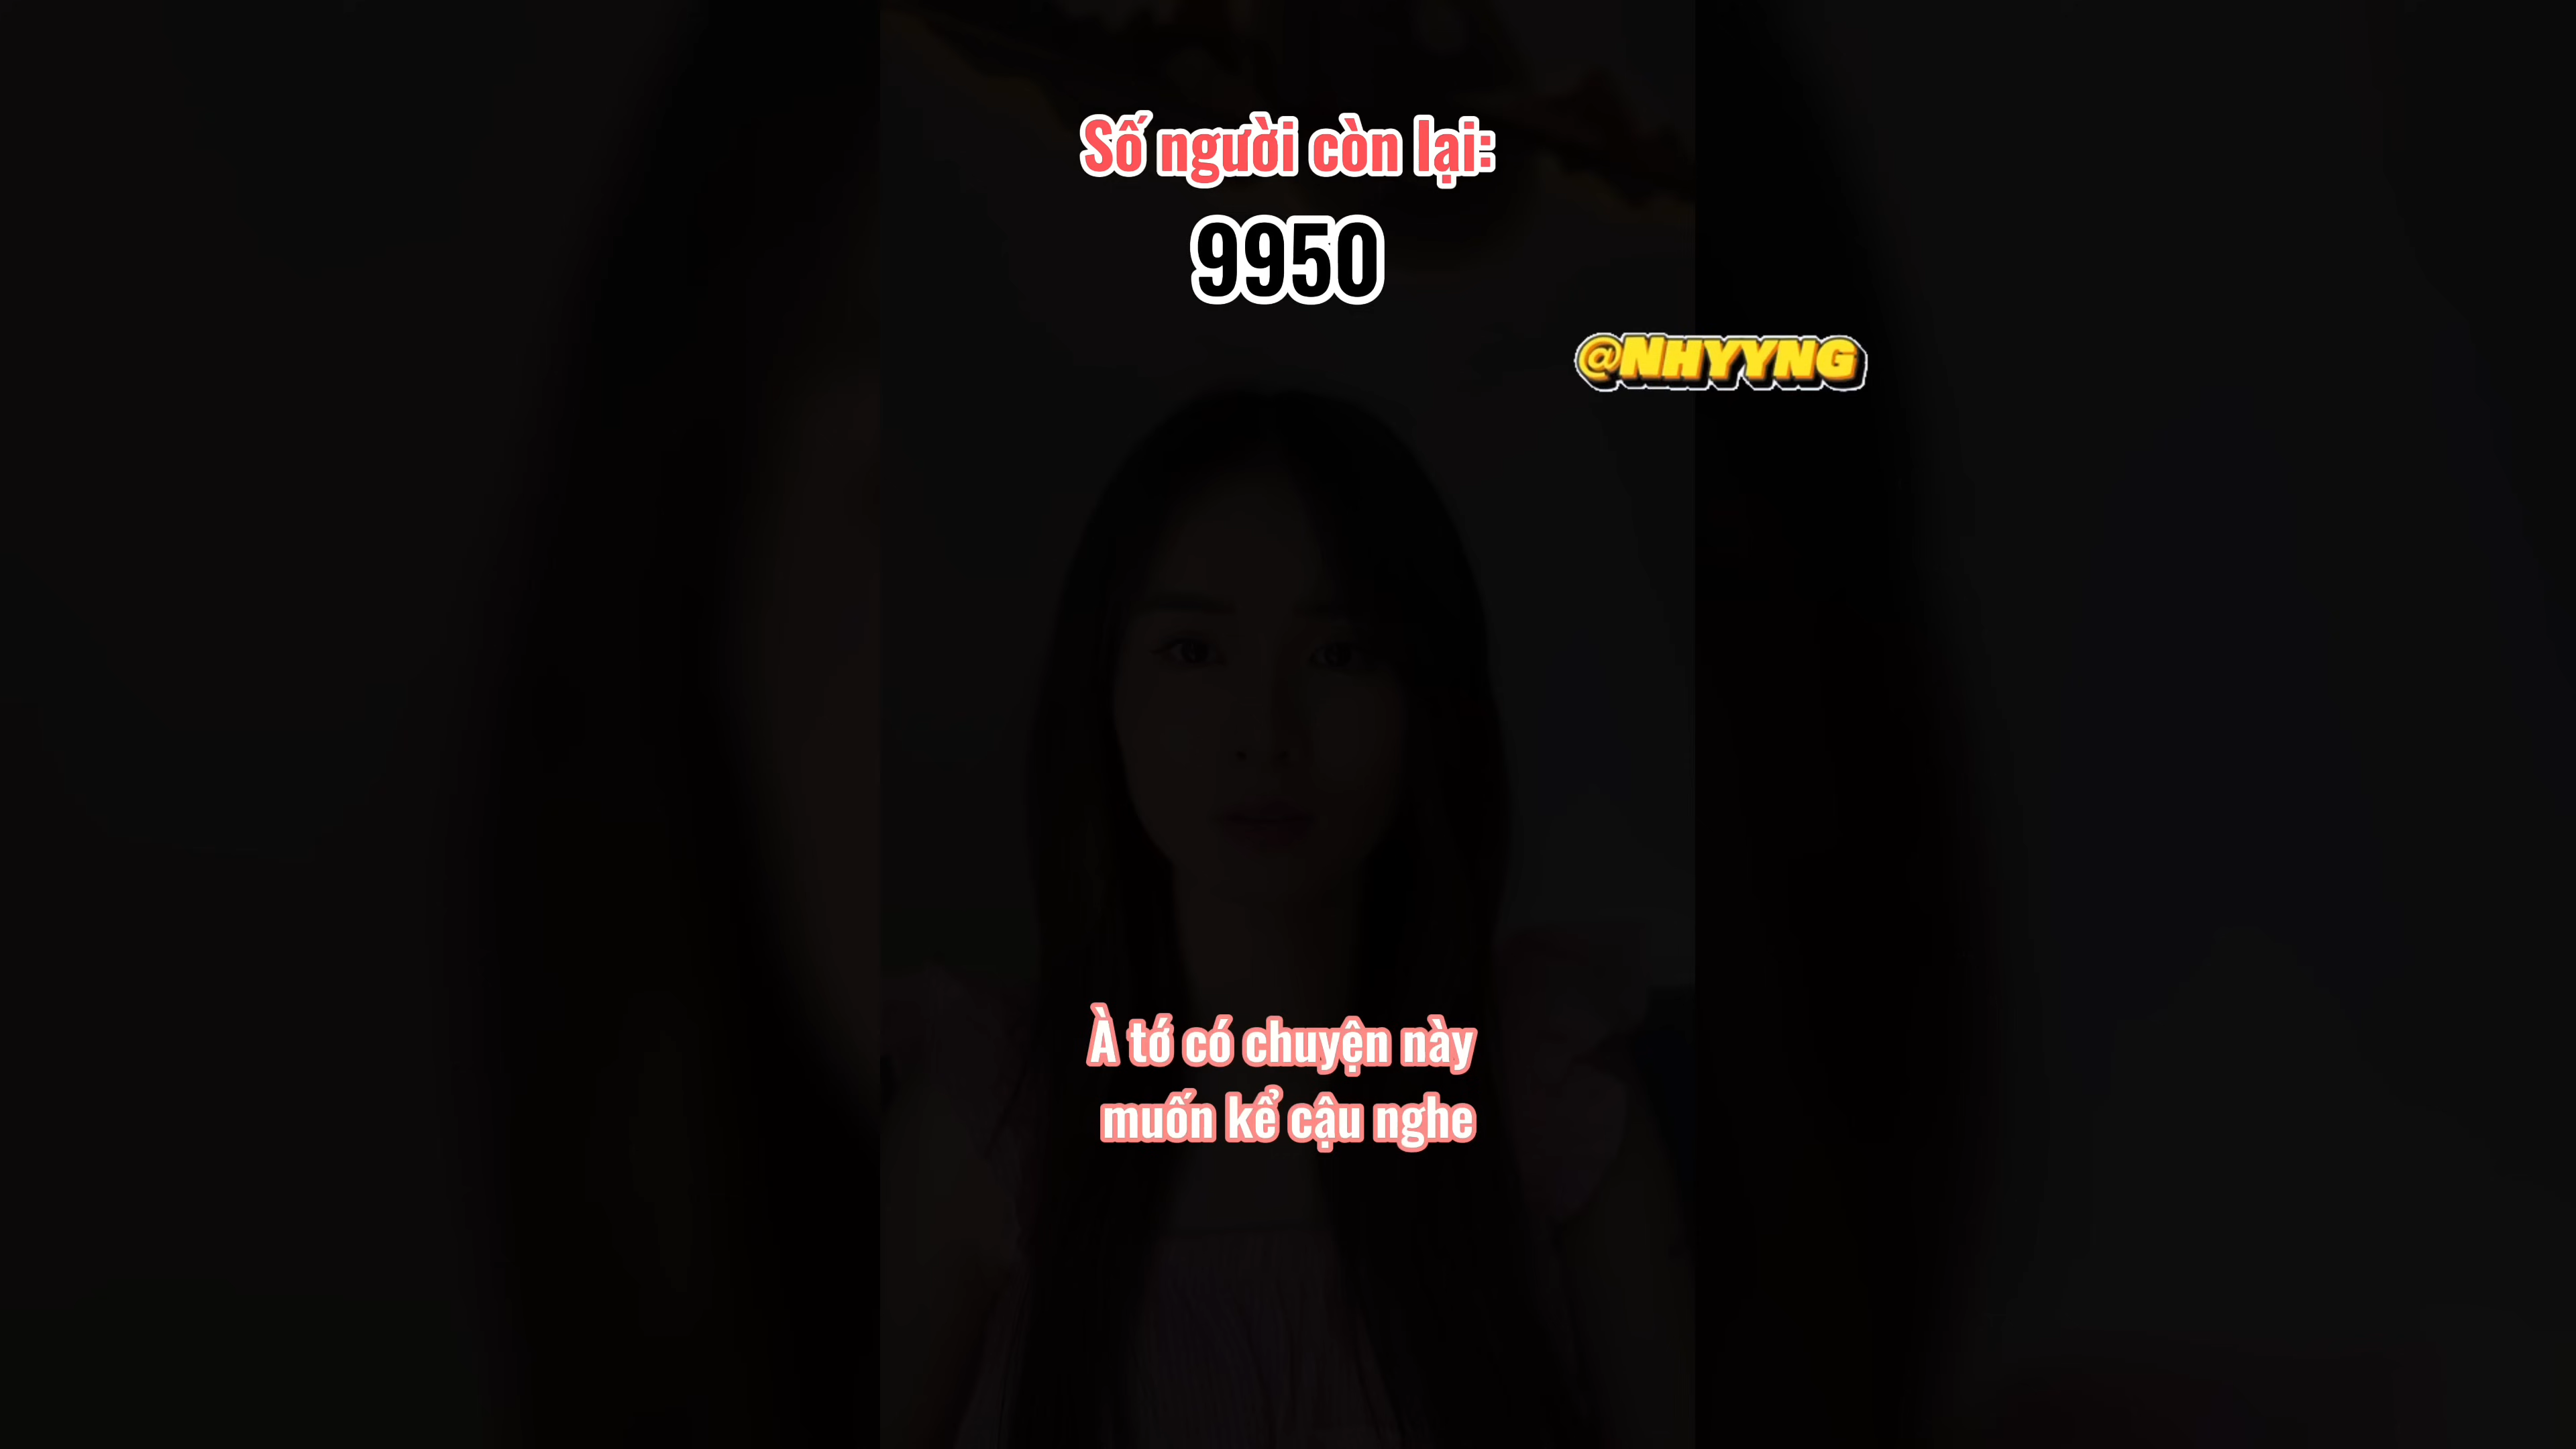 Số người còn lại:
9950
@NHYYNG
À tớ có chuyện này
muốn kể cậu nghe